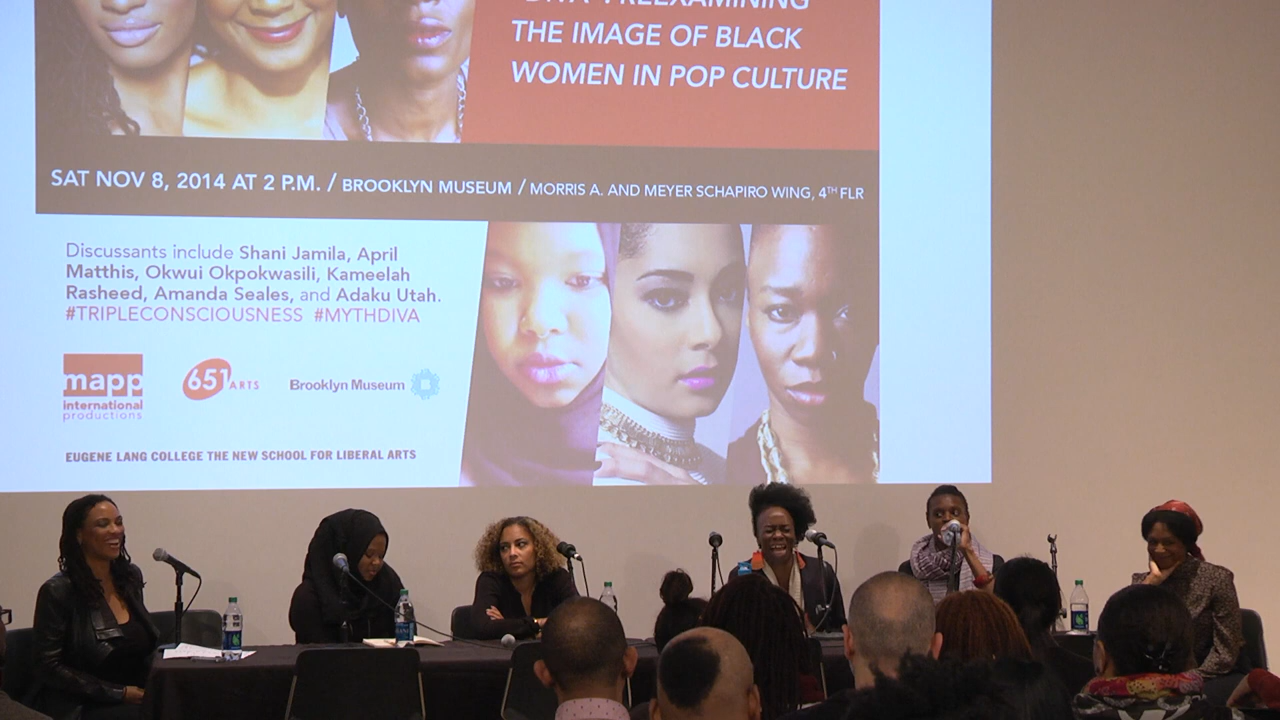 REEXAMINING
THE IMAGE OF BLACK
WOMEN IN POP CULTURE
SAT NOV 8, 2014 AT 2 P.M. / BROOKLYN MUSEUM / MORRIS A. AND MEYER SCHAPIRO WING, 4TH FLR
Discussants include Shani Jamila, April
Matthis, Okwui Okpokwasili, Kameelah
Rasheed, Amanda Seales, and Adaku Utah.
#TRIPLECONSCIOUSNESS #MYTHDIVA
mapp
international
productions
651 ARTS
Brooklyn Museum
EUGENE LANG COLLEGE THE NEW SCHOOL FOR LIBERAL ARTS